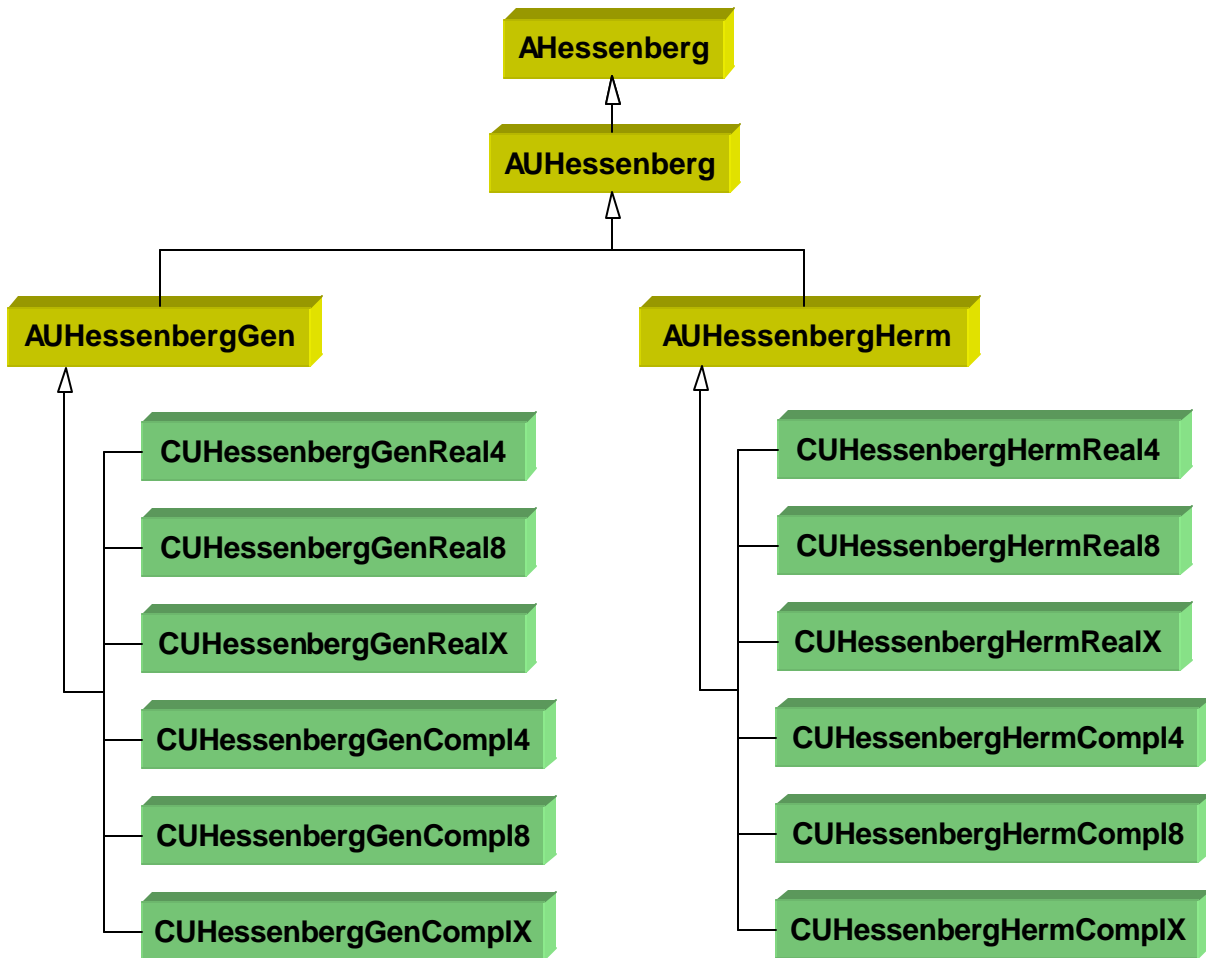 AHessenberg
AUHessenberg
AUHessenbergGen
AUHessenbergHerm
CUHessenbergGenReal4
CUHessenbergGenReal8
CUHessenbergGenRealX
CUHessenbergGenCompl4
CUHessenbergGenCompl8
CUHessenbergGenComplX
CUHessenbergHermReal4
CUHessenbergHermReal8
CUHessenbergHermRealX
CUHessenbergHermCompl4
CUHessenbergHermCompl8
CUHessenbergHermComplX